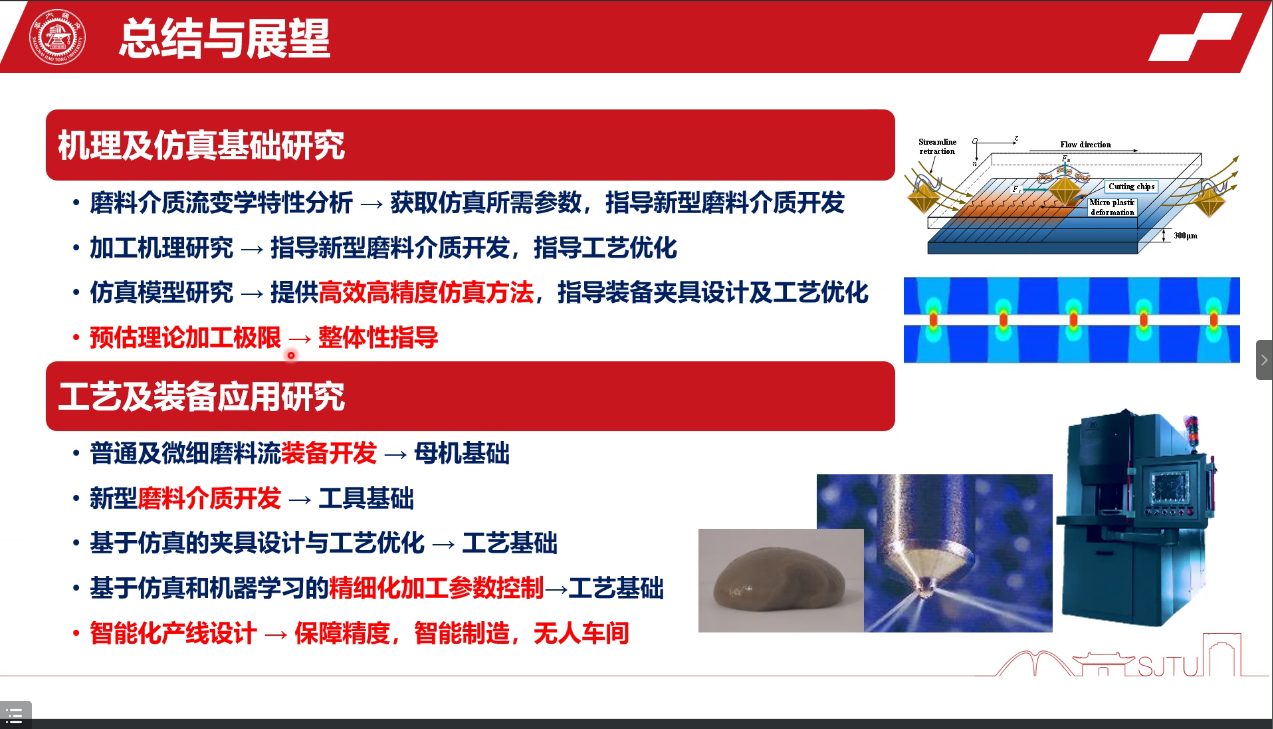 总结与展望
机理及仿真基础研究
• 磨料介质流变学特性分析 → 获取仿真所需参数，指导新型磨料介质开发
• 加工机理研究 → 指导新型磨料介质开发，指导工艺优化
• 仿真模型研究 → 提供高效高精度仿真方法，指导装备夹具设计及工艺优化
• 预估理论加工极限 → 整体性指导
Streamline
retraction
O
z
n
Flow direction
Cutting chips
Micro plastic
deformation
300μm
工艺及装备应用研究
• 普通及微细磨料流装备开发 → 母机基础
• 新型磨料介质开发 → 工具基础
• 基于仿真的夹具设计与工艺优化 → 工艺基础
• 基于仿真和机器学习的精细化加工参数控制→工艺基础
• 智能化产线设计 → 保障精度，智能制造，无人车间
SJTU